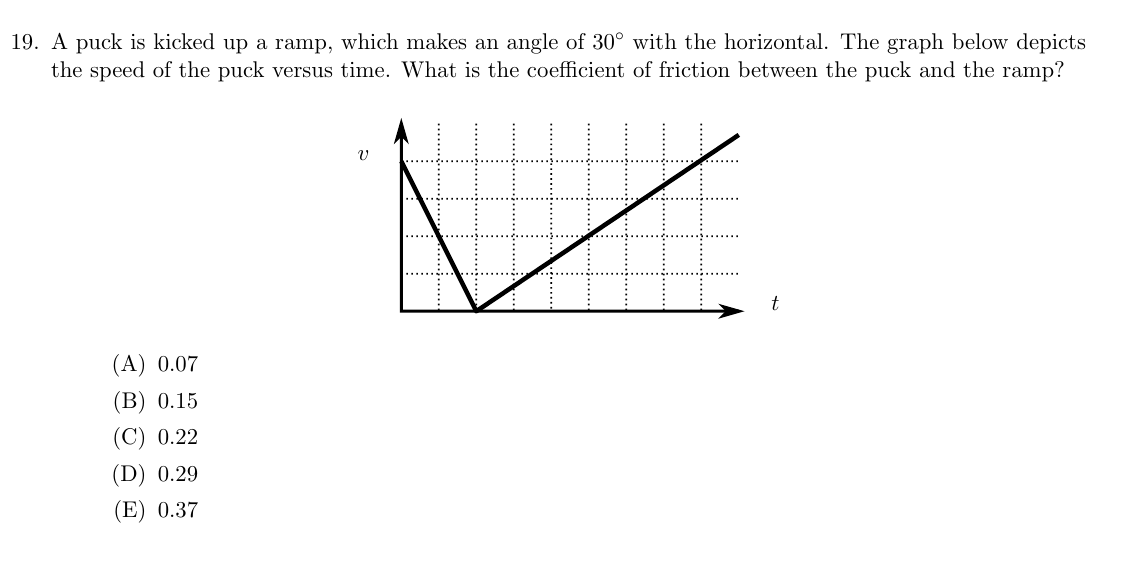 19. A puck is kicked up a ramp, which makes an angle of 30° with the horizontal. The graph below depicts
the speed of the puck versus time. What is the coefficient of friction between the puck and the ramp?
v
t
(A) 0.07
(B) 0.15
(C) 0.22
(D) 0.29
(E) 0.37